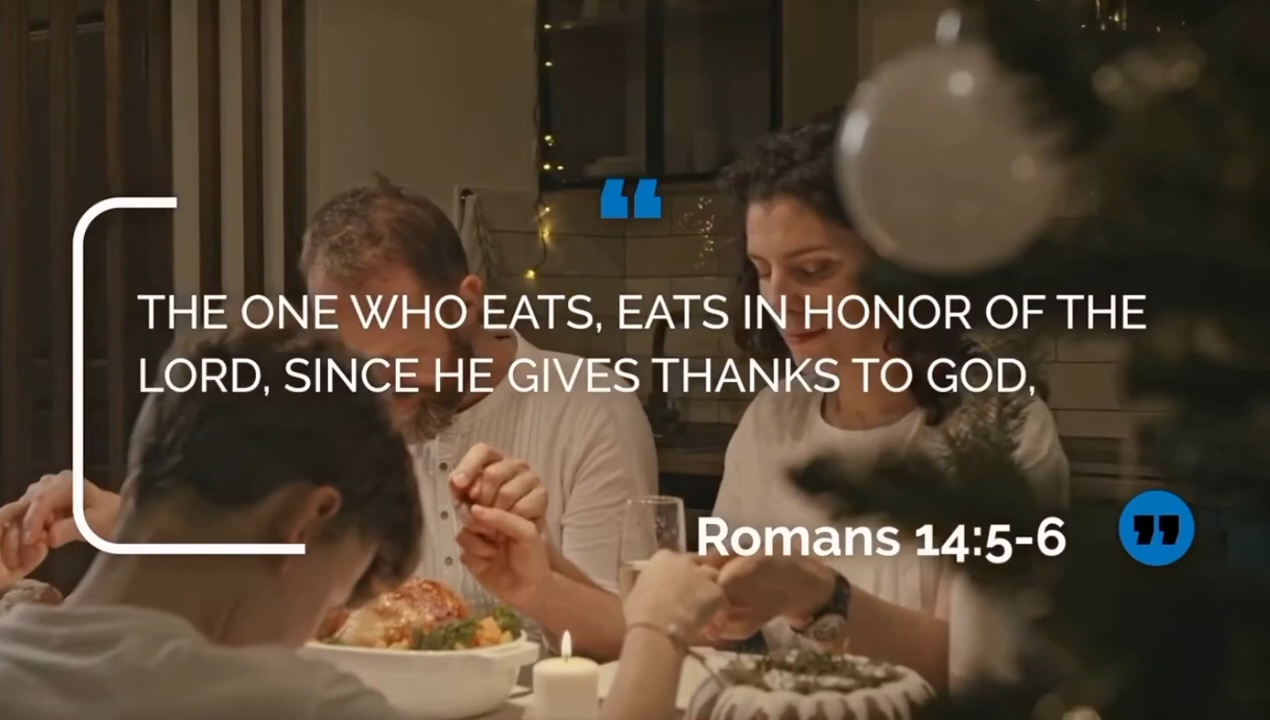 “
THE ONE WHO EATS, EATS IN HONOR OF THE
LORD, SINCE HE GIVES THANKS TO GOD,
Romans 14:5-6 ”